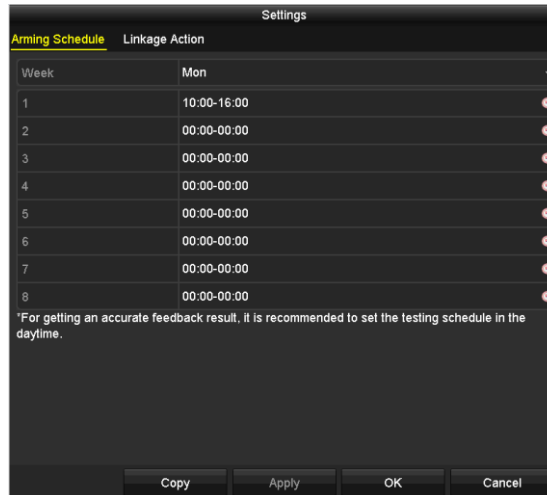 Settings
Arming Schedule Linkage Action
Week Mon
1 10:00-16:00
2 00:00-00:00
3 00:00-00:00
4 00:00-00:00
5 00:00-00:00
6 00:00-00:00
7 00:00-00:00
8 00:00-00:00
*For getting an accurate feedback result, it is recommended to set the testing schedule in the
daytime.
Copy Apply OK Cancel